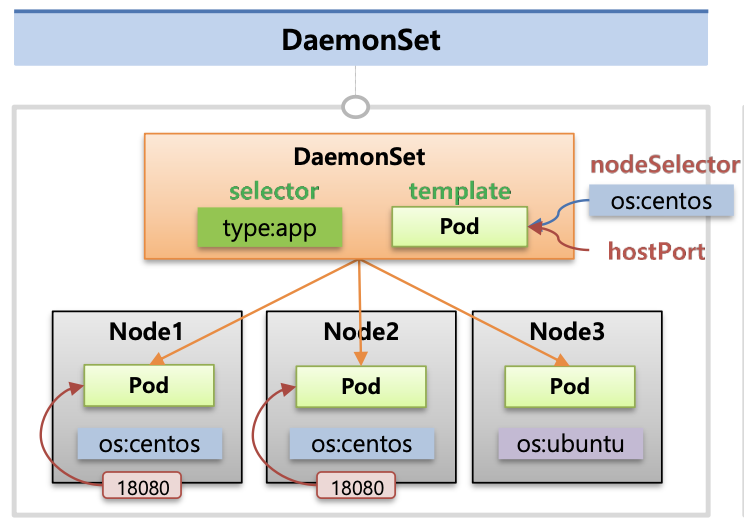 DaemonSet
DaemonSet
nodeSelector
selector
template
os:centos
type:app
Pod
hostPort
Node1
Node2
Node3
Pod
Pod
Pod
os:centos
os:centos
os:ubuntu
18080
18080